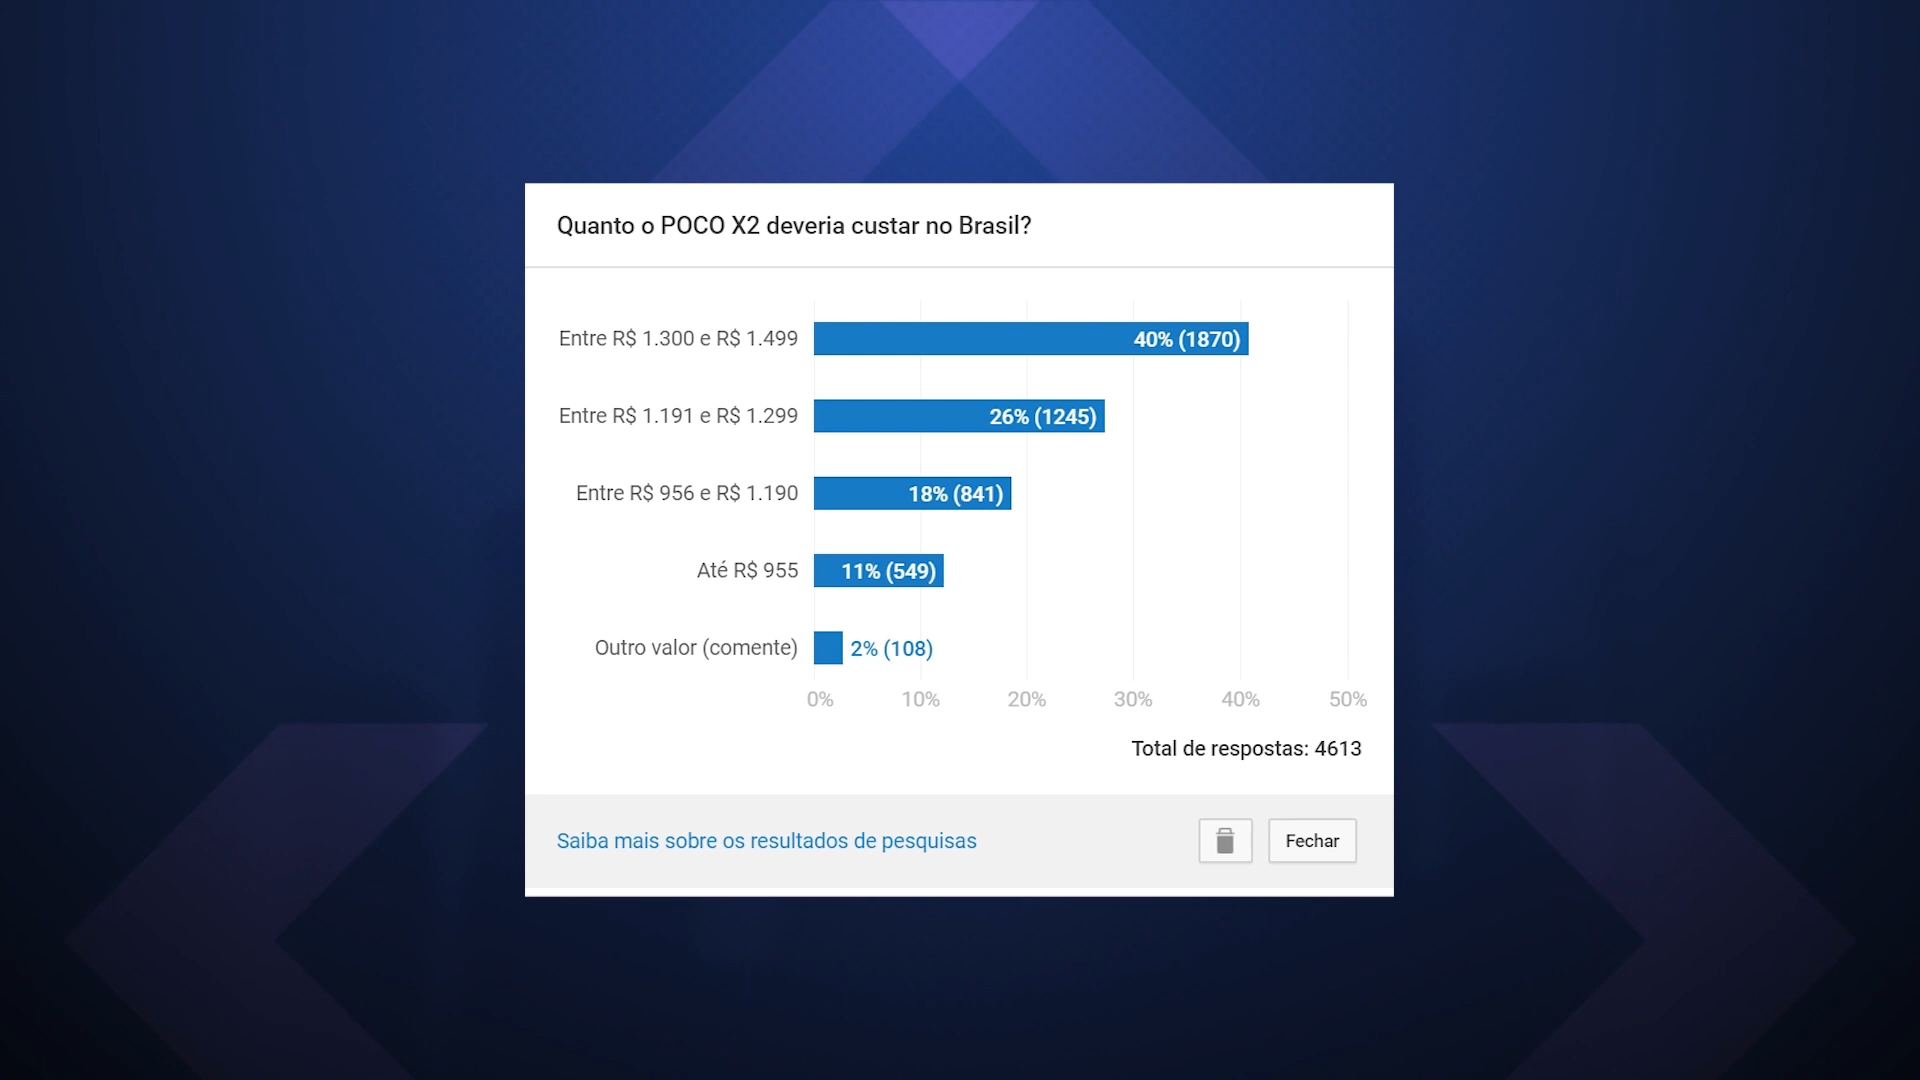 Quanto o POCO X2 deveria custar no Brasil?
Entre R$ 1.300 e R$ 1.499 40% (1870)
Entre R$ 1.191 e R$ 1.299 26% (1245)
Entre R$ 956 e R$ 1.190 18% (841)
Até R$ 955 11% (549)
Outro valor (comente) 2% (108)
0% 10% 20% 30% 40% 50%
Total de respostas: 4613
Saiba mais sobre os resultados de pesquisas Fechar